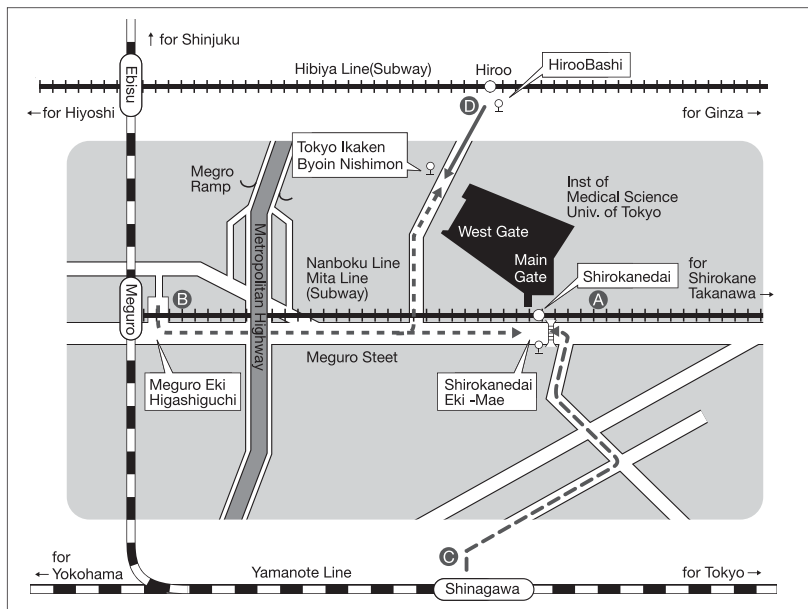 ↑ for Shinjuku
Ebisu
Hibiya Line(Subway)
Hiroo
HirooBashi
←for Hiyoshi
D
for Ginza →
Tokyo Ikaken
Byoin Nishimon
Megro
Ramp
Inst of
Medical Science
Univ. of Tokyo
West Gate
Main
Gate
Metropolitan Highway
Nanboku Line
Mita Line
(Subway)
Shirokanedai
for
Shirokane
Takanawa
→
Meguro
B
A
Meguro Steet
Meguro Eki
Higashiguchi
Shirokanedai
Eki -Mae
C
for
← Yokohama
Yamanote Line
Shinagawa
for Tokyo →